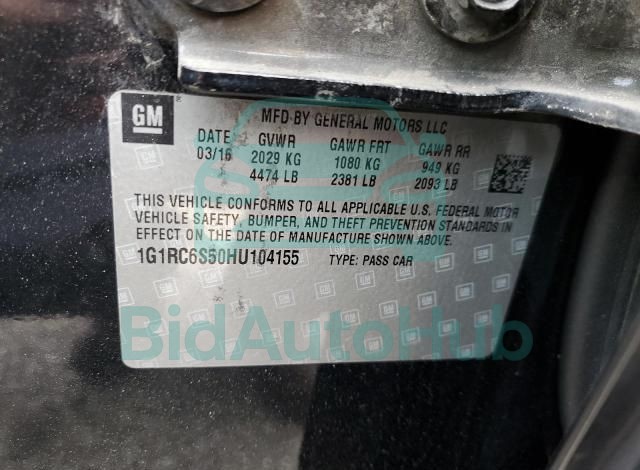 GM
MFD BY GENERAL MOTORS LLC
DATE GVWR GAWR FRT GAWR RR
03/16 2029 KG 1080 KG 949 KG
4474 LB 2381 LB 2093 LB
THIS VEHICLE CONFORMS TO ALL APPLICABLE U.S. FEDERAL MOTOR
VEHICLE SAFETY, BUMPER, AND THEFT PREVENTION STANDARDS IN
EFFECT ON THE DATE OF MANUFACTURE SHOWN ABOVE.
1G1RC6S50HU104155 TYPE: PASS CAR
BidAutoHub